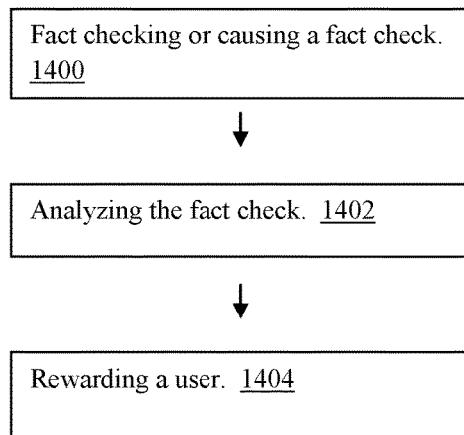 Fact checking or causing a fact check.
1400
Analyzing the fact check. 1402
Rewarding a user. 1404